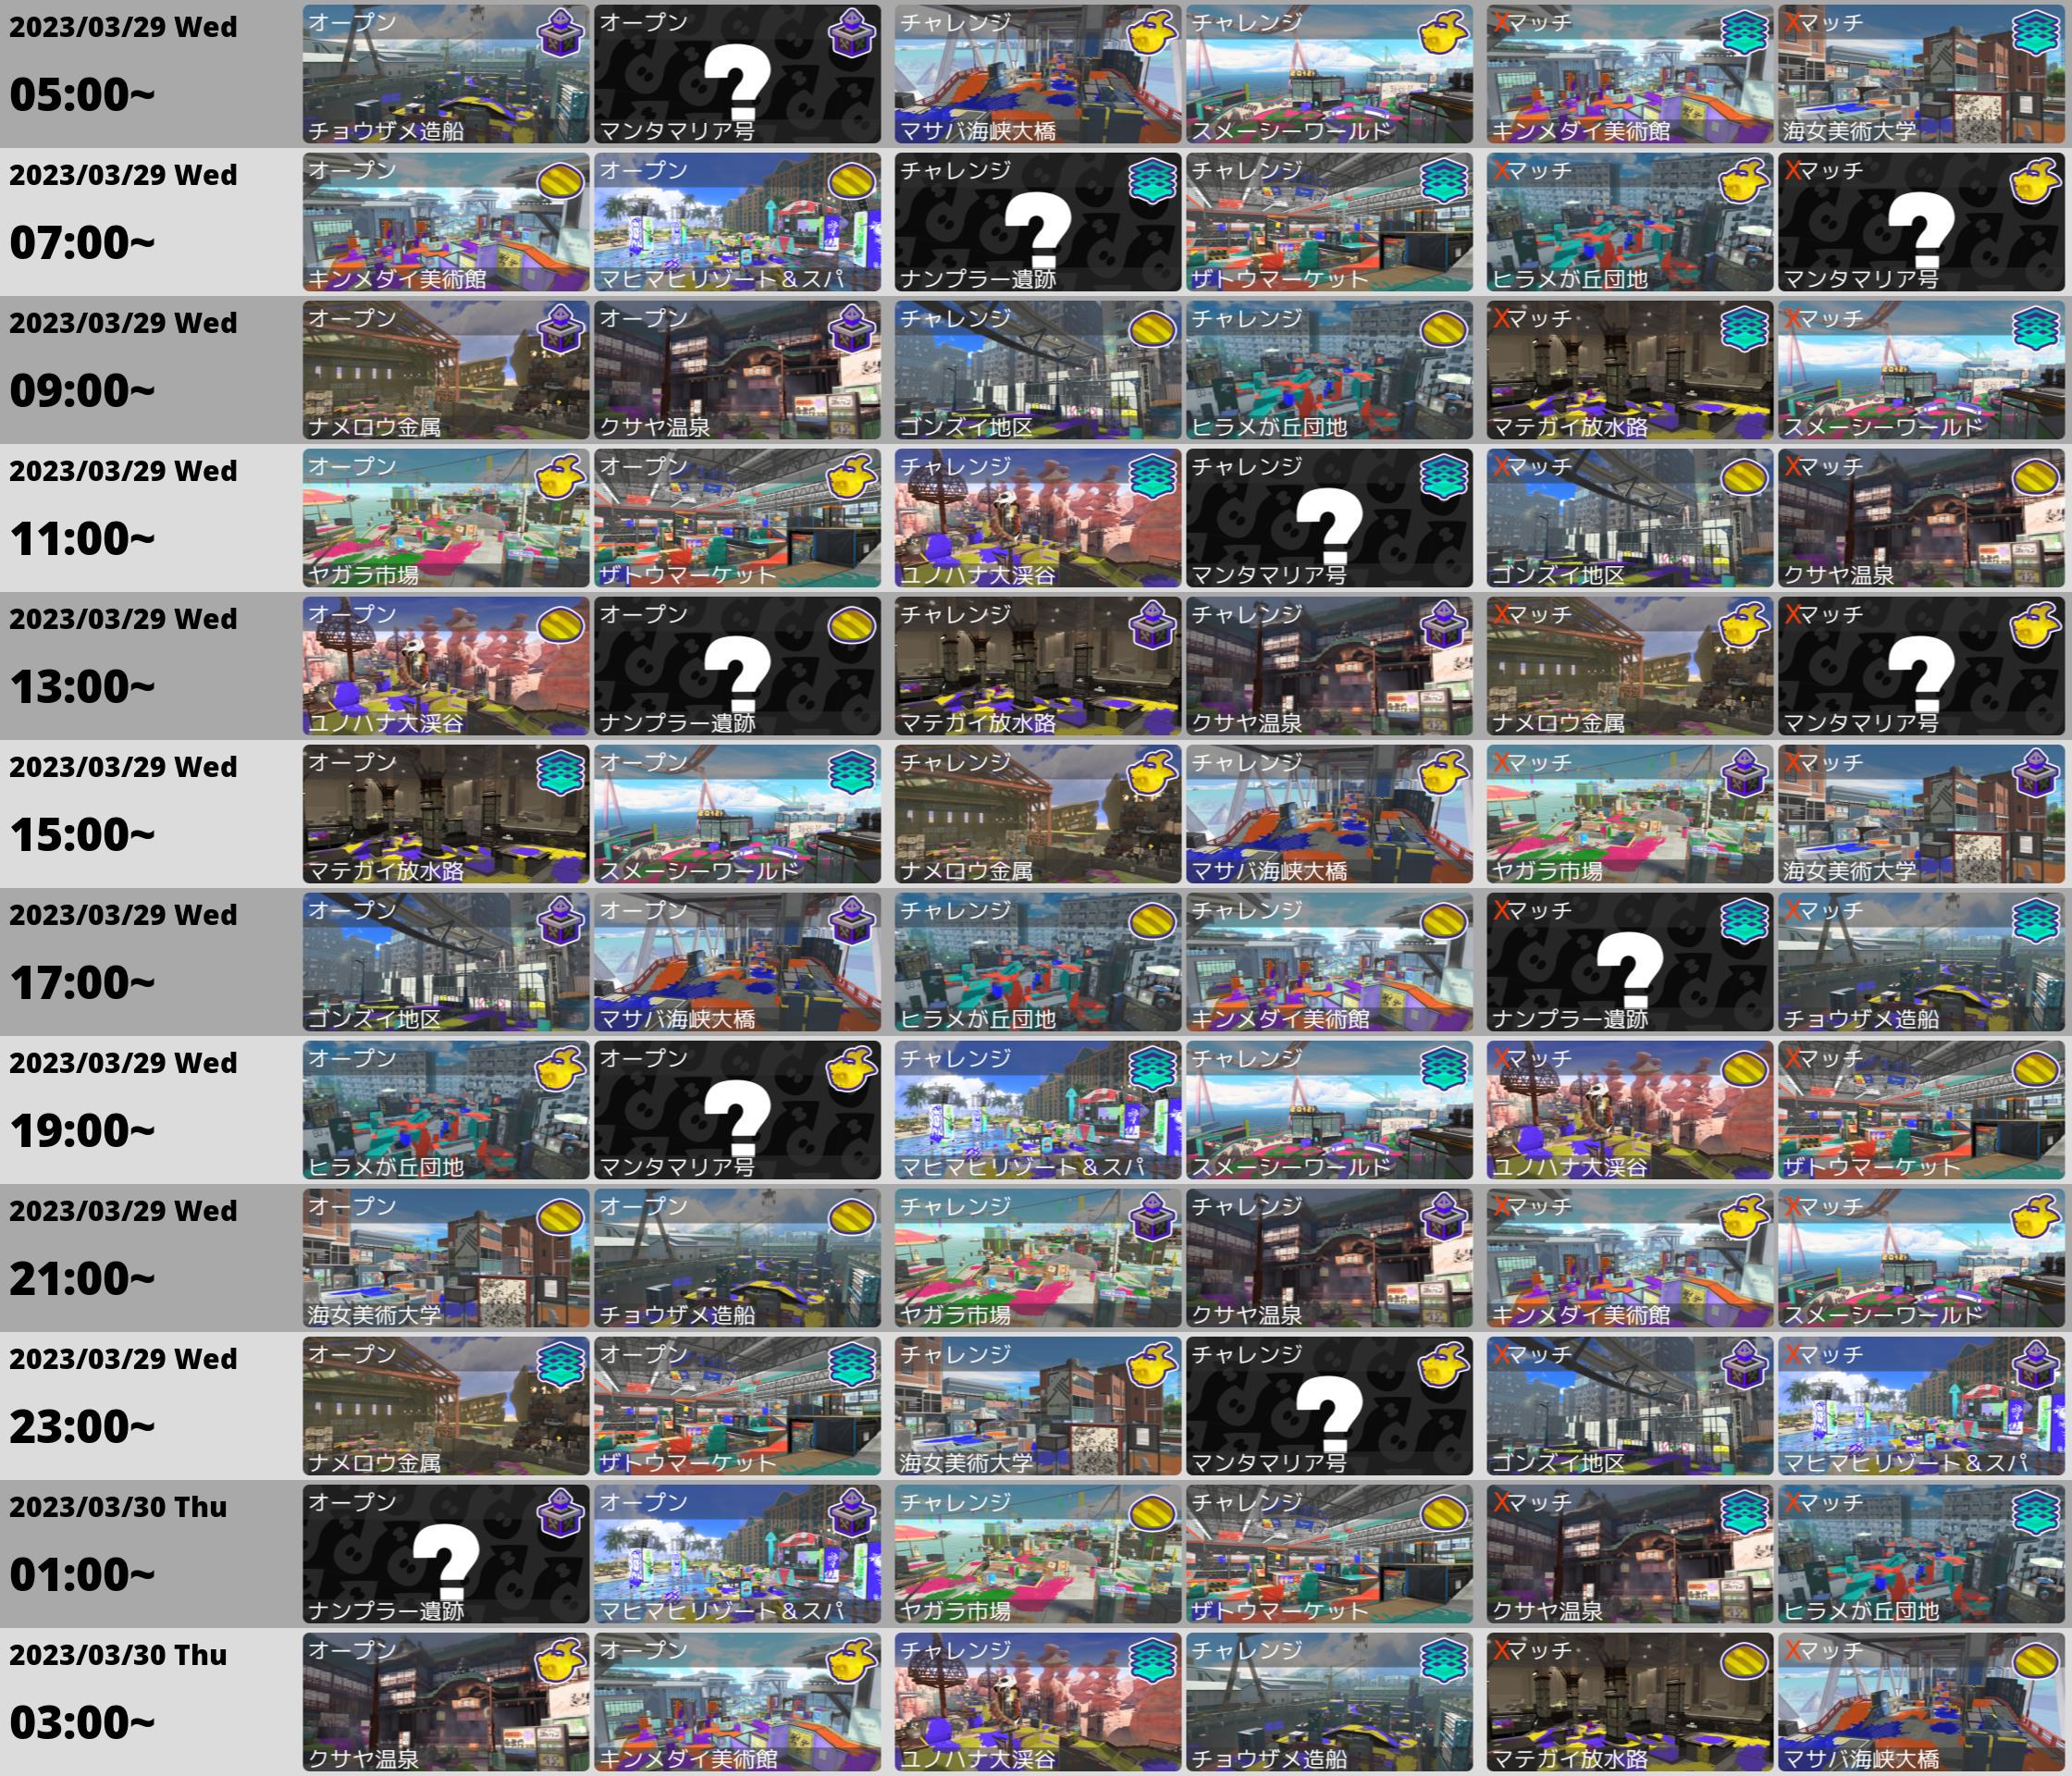 2023/03/29 Wed
05:00~
オープン オープン チャレンジ チャレンジ Xマッチ Xマッチ
チョウザメ造船 マンタマリア号 マサバ海峡大橋 スメーシーワールド キンメダイ美術館 海女美術大学
2023/03/29 Wed
07:00~
オープン オープン チャレンジ チャレンジ Xマッチ Xマッチ
キンメダイ美術館 マヒマヒリゾート&スパ ナンプラー遺跡 ザトウマーケット ヒラメが丘団地 マンタマリア号
2023/03/29 Wed
09:00~
オープン オープン チャレンジ チャレンジ Xマッチ Xマッチ
ナメロウ金属 クサヤ温泉 ゴンズイ地区 ヒラメが丘団地 マテガイ放水路 スメーシーワールド
2023/03/29 Wed
11:00~
オープン オープン チャレンジ チャレンジ Xマッチ Xマッチ
ヤガラ市場 ザトウマーケット ユノハナ大渓谷 マンタマリア号 ゴンズイ地区 クサヤ温泉
2023/03/29 Wed
13:00~
オープン オープン チャレンジ チャレンジ Xマッチ Xマッチ
ユノハナ大渓谷 ナンプラー遺跡 マテガイ放水路 クサヤ温泉 ナメロウ金属 マンタマリア号
2023/03/29 Wed
15:00~
オープン オープン チャレンジ チャレンジ Xマッチ Xマッチ
マテガイ放水路 スメーシーワールド ナメロウ金属 マサバ海峡大橋 ヤガラ市場 海女美術大学
2023/03/29 Wed
17:00~
オープン オープン チャレンジ チャレンジ Xマッチ Xマッチ
ゴンズイ地区 マサバ海峡大橋 ヒラメが丘団地 キンメダイ美術館 ナンプラー遺跡 チョウザメ造船
2023/03/29 Wed
19:00~
オープン オープン チャレンジ チャレンジ Xマッチ Xマッチ
ヒラメが丘団地 マンタマリア号 マヒマヒリゾート&スパ スメーシーワールド ユノハナ大渓谷 ザトウマーケット
2023/03/29 Wed
21:00~
オープン オープン チャレンジ チャレンジ Xマッチ Xマッチ
海女美術大学 チョウザメ造船 ヤガラ市場 クサヤ温泉 キンメダイ美術館 スメーシーワールド
2023/03/29 Wed
23:00~
オープン オープン チャレンジ チャレンジ Xマッチ Xマッチ
ナメロウ金属 ザトウマーケット 海女美術大学 マンタマリア号 ゴンズイ地区 マヒマヒリゾート&スパ
2023/03/30 Thu
01:00~
オープン オープン チャレンジ チャレンジ Xマッチ Xマッチ
ナンプラー遺跡 マヒマヒリゾート&スパ ヤガラ市場 ザトウマーケット クサヤ温泉 ヒラメが丘団地
2023/03/30 Thu
03:00~
オープン オープン チャレンジ チャレンジ Xマッチ Xマッチ
クサヤ温泉 キンメダイ美術館 ユノハナ大渓谷 チョウザメ造船 マテガイ放水路 マサバ海峡大橋